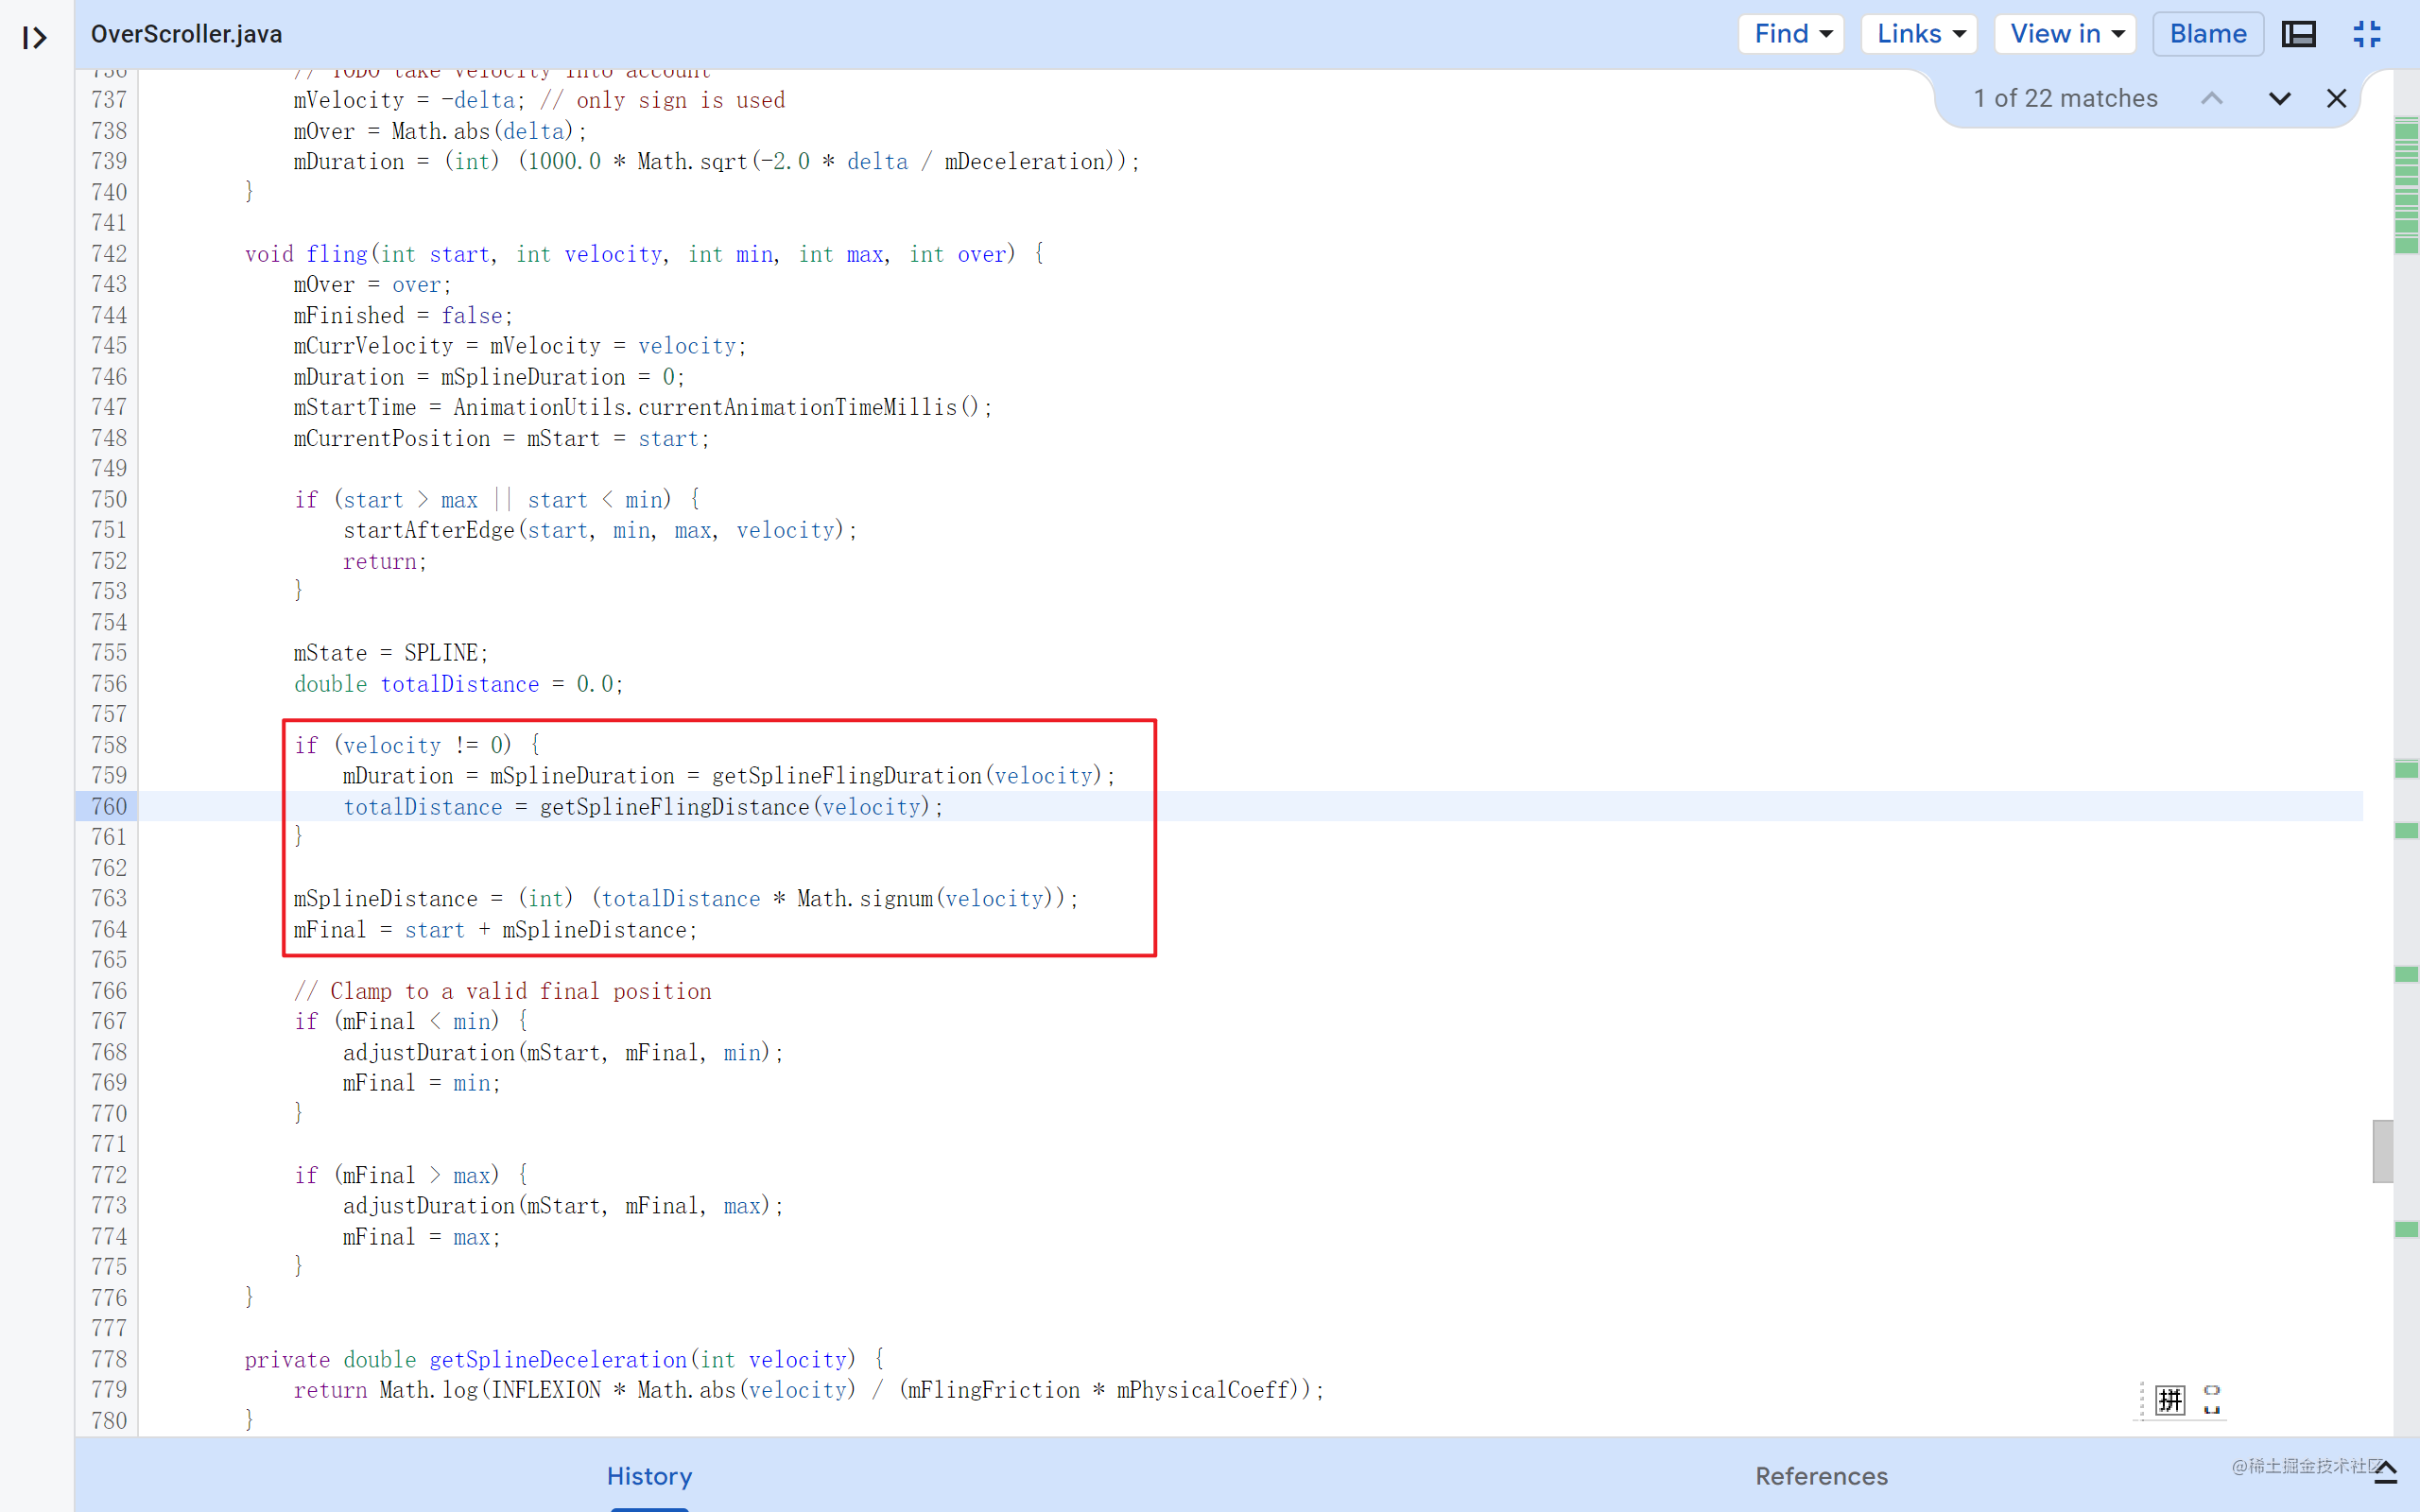 OverScroller.java
Find
Links
View in
Blame
1 of 22 matches
736 // TODO take velocity into account
737 mVelocity = -delta; // only sign is used
738 mOver = Math.abs(delta);
739 mDuration = (int) (1000.0 * Math.sqrt(-2.0 * delta / mDeceleration));
740 }
741
742 void fling(int start, int velocity, int min, int max, int over) {
743 mOver = over;
744 mFinished = false;
745 mCurrVelocity = mVelocity = velocity;
746 mDuration = mSplineDuration = 0;
747 mStartTime = AnimationUtils.currentAnimationTimeMillis();
748 mCurrentPosition = mStart = start;
749
750 if (start > max || start < min) {
751 startAfterEdge(start, min, max, velocity);
752 return;
753 }
754
755 mState = SPLINE;
756 double totalDistance = 0.0;
757
758 if (velocity != 0) {
759 mDuration = mSplineDuration = getSplineFlingDuration(velocity);
760 totalDistance = getSplineFlingDistance(velocity);
761 }
762
763 mSplineDistance = (int) (totalDistance * Math.signum(velocity));
764 mFinal = start + mSplineDistance;
765
766 // Clamp to a valid final position
767 if (mFinal < min) {
768 adjustDuration(mStart, mFinal, min);
769 mFinal = min;
770 }
771
772 if (mFinal > max) {
773 adjustDuration(mStart, mFinal, max);
774 mFinal = max;
775 }
776 }
777
778 private double getSplineDeceleration(int velocity) {
779 return Math.log(INFLEXION * Math.abs(velocity) / (mFlingFriction * mPhysicalCoeff));
780 }
拼
History
References
@稀土掘金技术社区